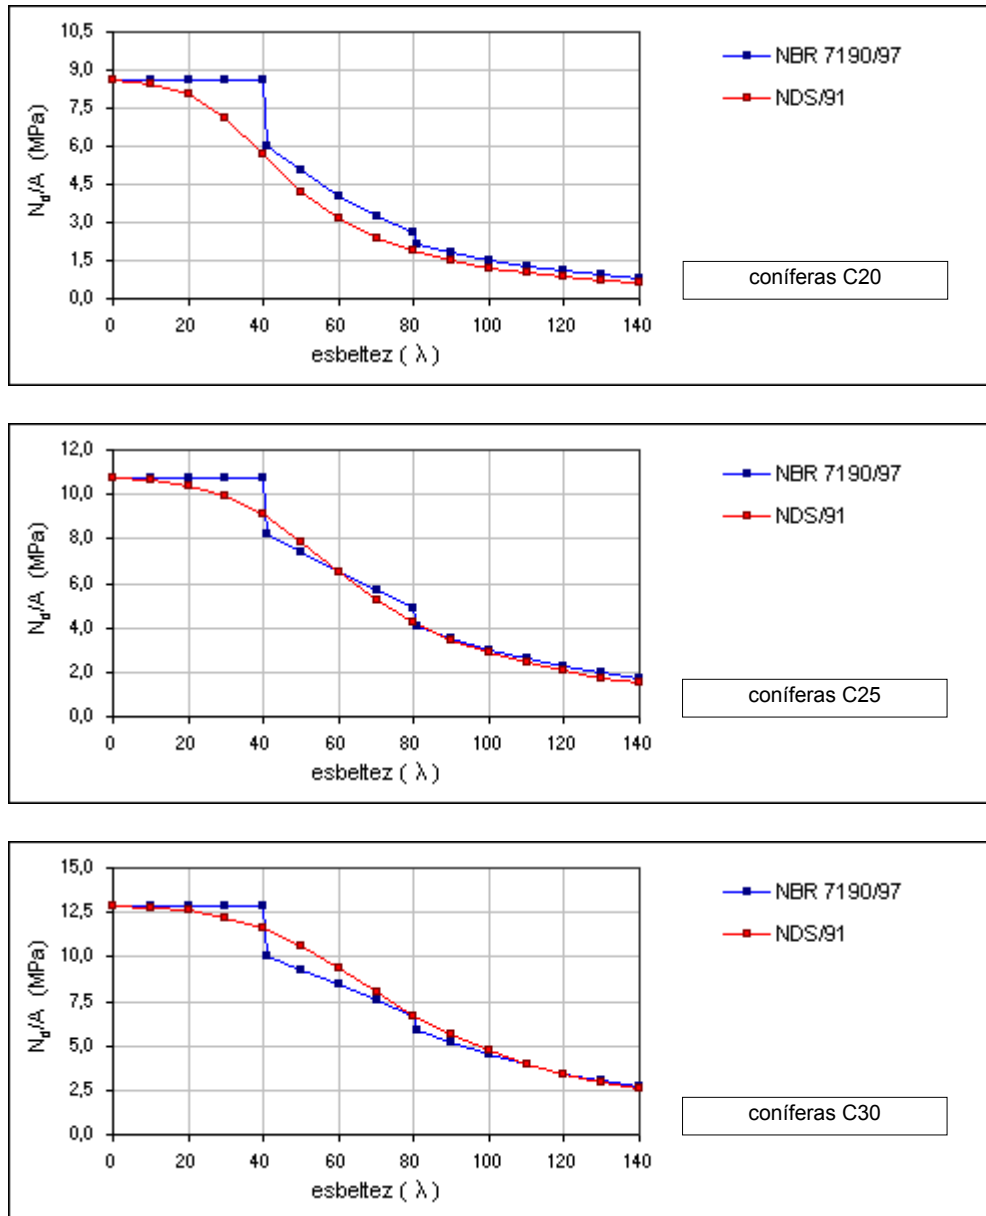 10,5
9,0
7,5
6,0
4,5
3,0
1,5
0,0
N_d/A (MPa)
0 20 40 60 80 100 120 140
esbeltez ( λ )
NBR 7190/97
NDS/91
coníferas C20
12,0
10,0
8,0
6,0
4,0
2,0
0,0
N_d/A (MPa)
0 20 40 60 80 100 120 140
esbeltez ( λ )
NBR 7190/97
NDS/91
coníferas C25
15,0
12,5
10,0
7,5
5,0
2,5
0,0
N_d/A (MPa)
0 20 40 60 80 100 120 140
esbeltez ( λ )
NBR 7190/97
NDS/91
coníferas C30